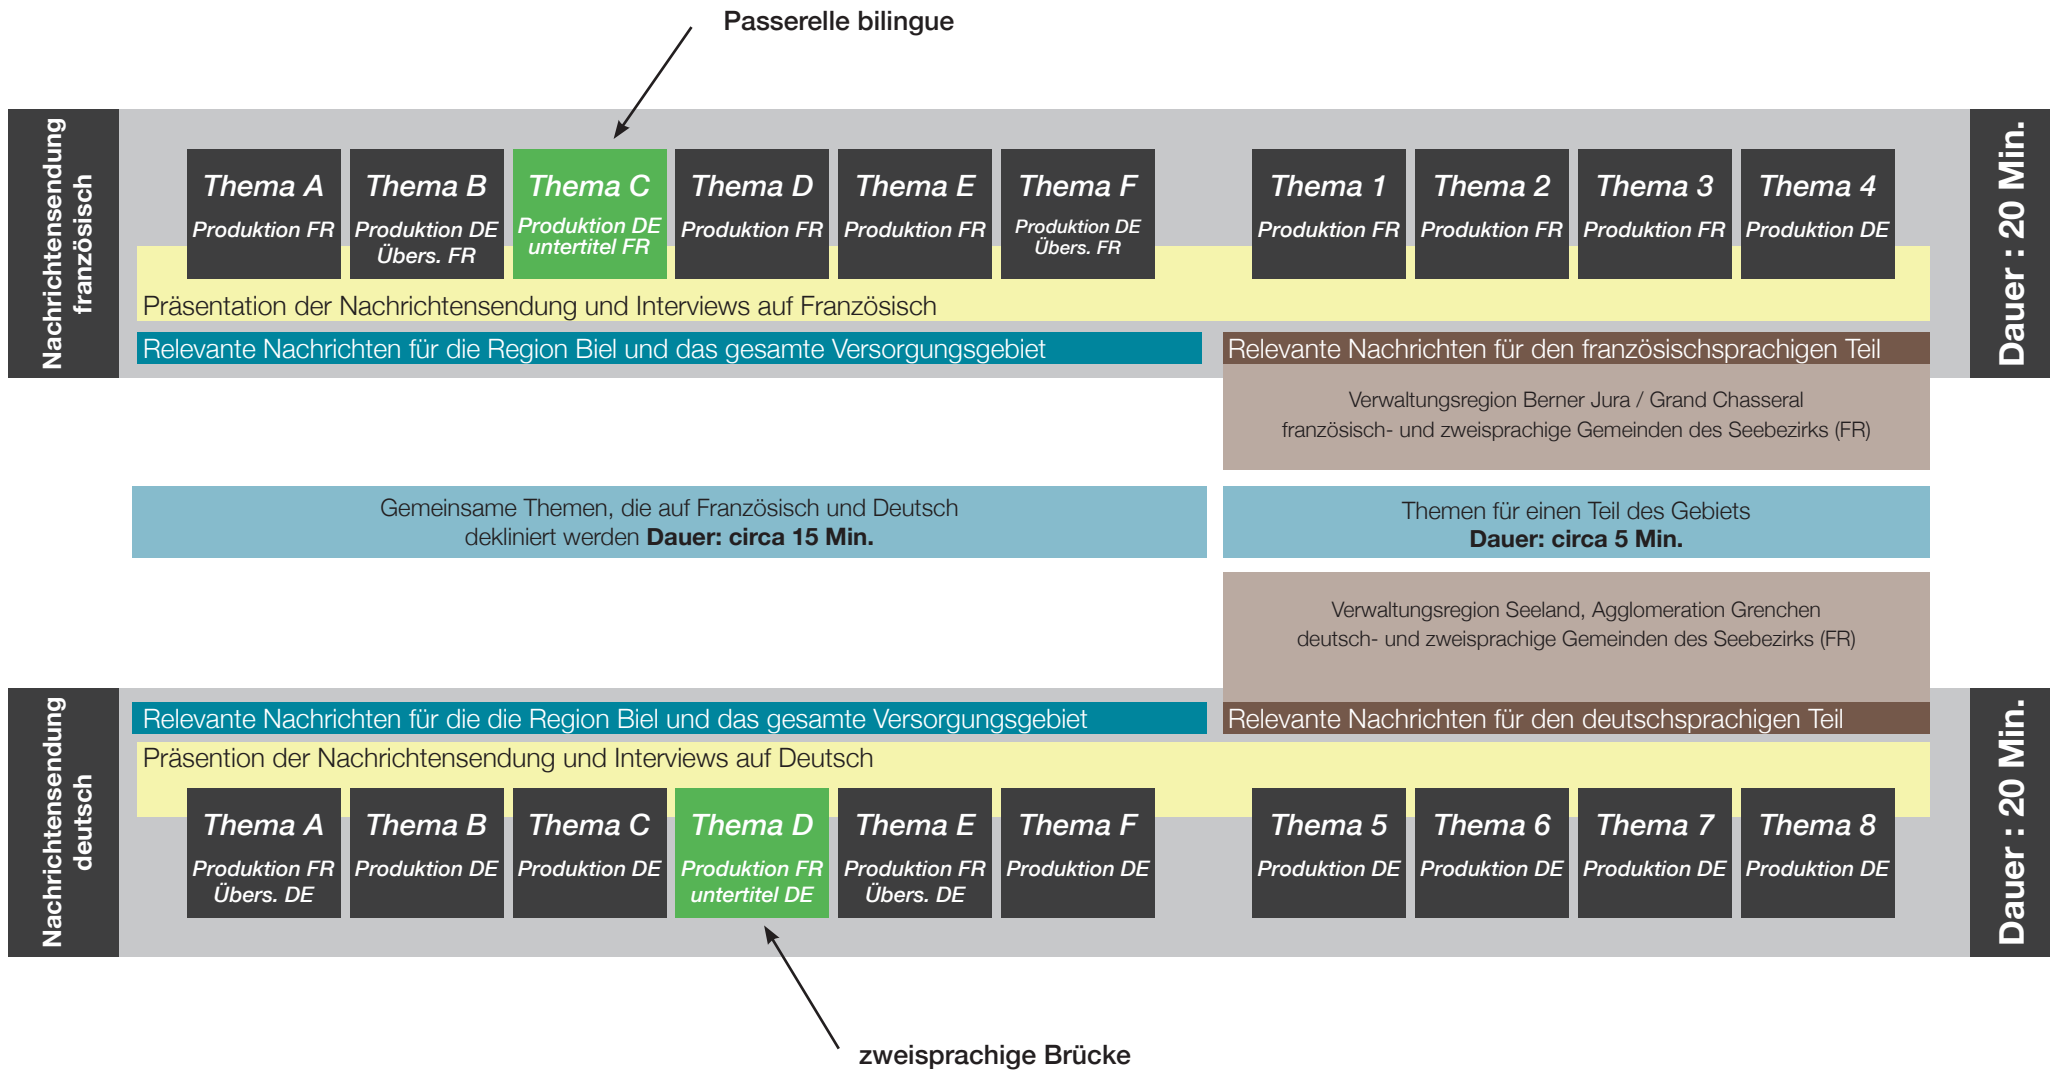 Passerelle bilingue
Nachrichtensendung
französisch
Thema A
Produktion FR
Thema B
Produktion DE
Übers. FR
Thema C
Produktion DE
untertitel FR
Thema D
Produktion FR
Thema E
Produktion FR
Thema F
Produktion DE
Übers. FR
Thema 1
Produktion FR
Thema 2
Produktion FR
Thema 3
Produktion FR
Thema 4
Produktion DE
Dauer : 20 Min.
Präsentation der Nachrichtensendung und Interviews auf Französisch
Relevante Nachrichten für die Region Biel und das gesamte Versorgungsgebiet
Relevante Nachrichten für den französischsprachigen Teil
Verwaltungsregion Berner Jura / Grand Chasseral
französisch- und zweisprachige Gemeinden des Seebezirks (FR)
Gemeinsame Themen, die auf Französisch und Deutsch
dekliniert werden Dauer: circa 15 Min.
Themen für einen Teil des Gebiets
Dauer: circa 5 Min.
Verwaltungsregion Seeland, Agglomeration Grenchen
deutsch- und zweisprachige Gemeinden des Seebezirks (FR)
Nachrichtensendung
deutsch
Relevante Nachrichten für die die Region Biel und das gesamte Versorgungsgebiet
Relevante Nachrichten für den deutschsprachigen Teil
Präsention der Nachrichtensendung und Interviews auf Deutsch
Thema A
Produktion FR
Übers. DE
Thema B
Produktion DE
Thema C
Produktion DE
Thema D
Produktion FR
untertitel DE
Thema E
Produktion FR
Übers. DE
Thema F
Produktion DE
Thema 5
Produktion DE
Thema 6
Produktion DE
Thema 7
Produktion DE
Thema 8
Produktion DE
Dauer : 20 Min.
zweisprachige Brücke